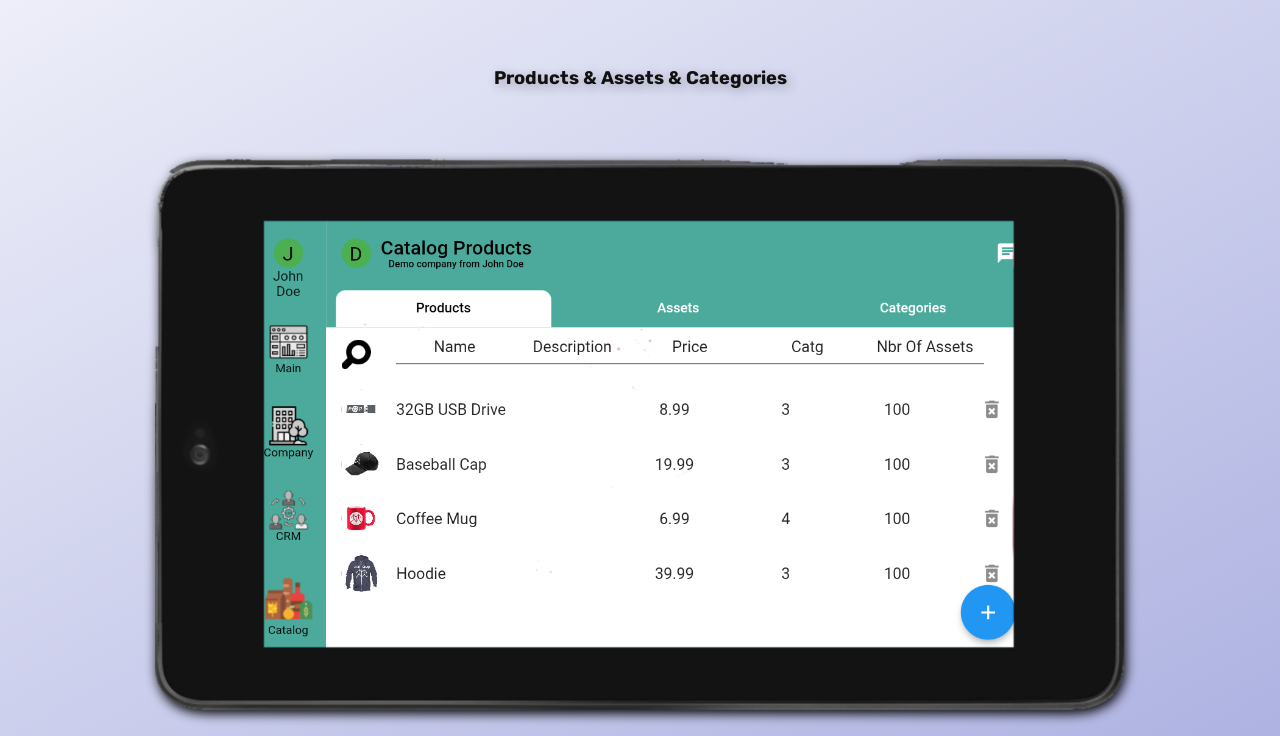 Products & Assets & Categories
J
John
Doe
D
Catalog Products
Demo company from John Doe
Products Assets Categories
Main
Name Description Price Catg Nbr Of Assets
32GB USB Drive 8.99 3 100
Company
Baseball Cap 19.99 3 100
CRM
Coffee Mug 6.99 4 100
Hoodie 39.99 3 100
Catalog
+